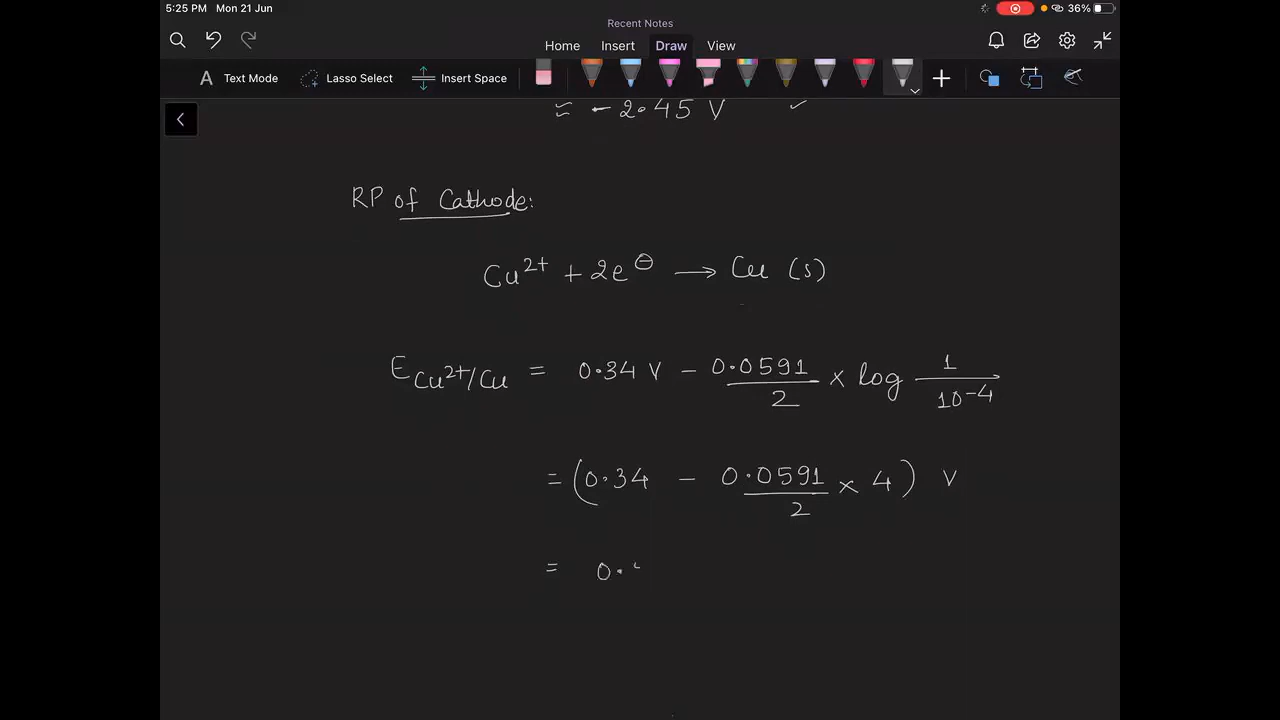 5:25 PM Mon 21 Jun
36%
Recent Notes
Home Insert Draw View
A Text Mode Lasso Select Insert Space
≈ -2.45 V ✓
RP of Cathode:
Cu²⁺ + 2e⊖ → Cu (s)
E Cu²⁺/Cu = 0.34 V - 0.0591/2 × log 1/10⁻⁴
= (0.34 - 0.0591/2 × 4) V
= 0.